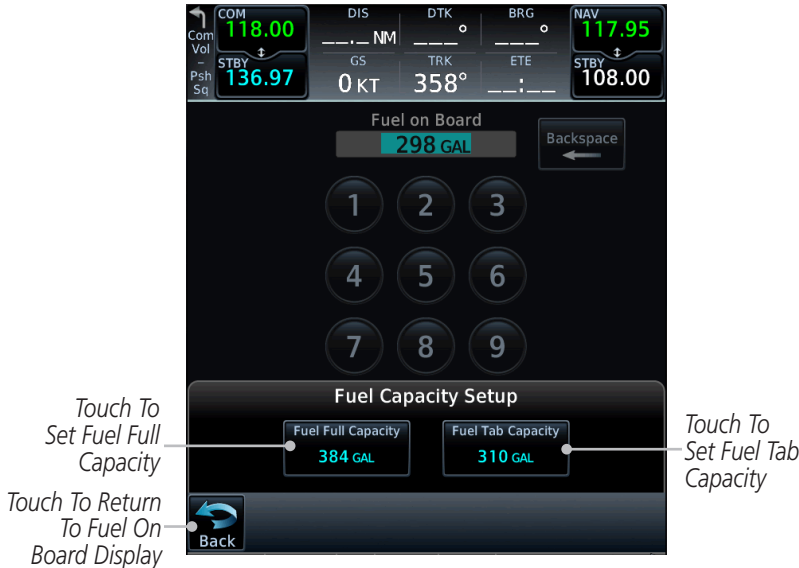 COM
118.00
STBY
136.97
Com
Vol
–
Psh
Sq
DIS
DTK
BRG
__._ NM
___°
___°
GS
TRK
ETE
0 KT
358°
__:__
NAV
117.95
STBY
108.00
Fuel on Board
298 GAL
Backspace
1
2
3
4
5
6
7
8
9
Fuel Capacity Setup
Fuel Full Capacity
384 GAL
Fuel Tab Capacity
310 GAL
Back
Touch To
Set Fuel Full
Capacity
Touch To
Set Fuel Tab
Capacity
Touch To Return
To Fuel On
Board Display